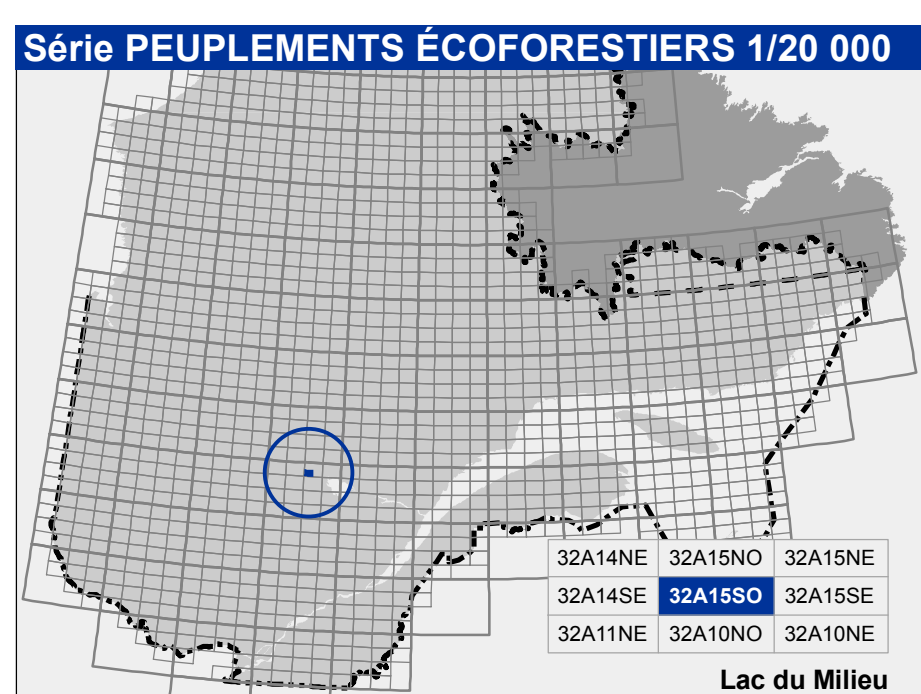 Série PEUPLEMENTS ÉCOFORESTIERS 1/20 000
32A14NE 32A15NO 32A15NE
32A14SE 32A15SO 32A15SE
32A11NE 32A10NO 32A10NE
Lac du Milieu